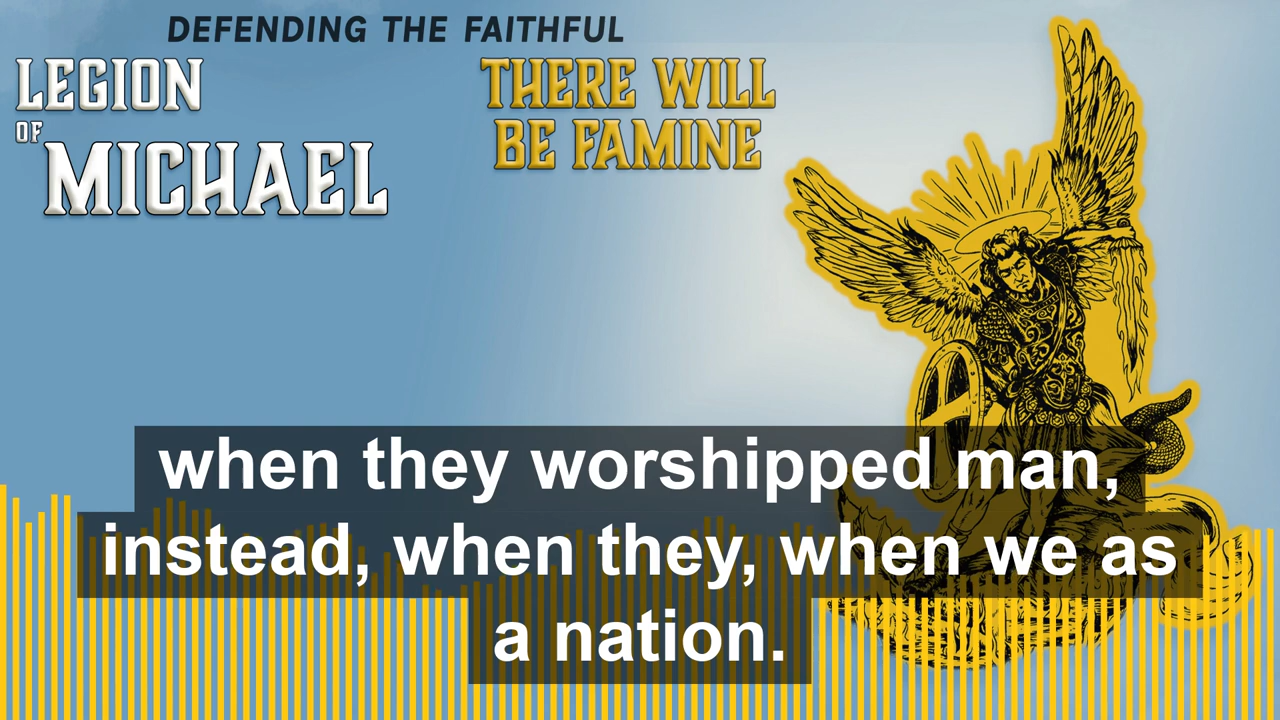 DEFENDING THE FAITHFUL
LEGION
OF
MICHAEL
THERE WILL
BE FAMINE
when they worshipped man,
instead, when they, when we as
a nation.